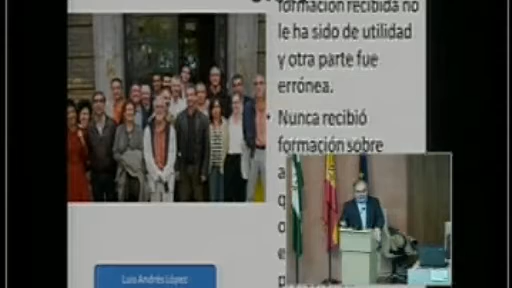 formación recibida no
le ha sido de utilidad
y otra parte fue
errónea.
• Nunca recibió
formación sobre
Luis Andrés López